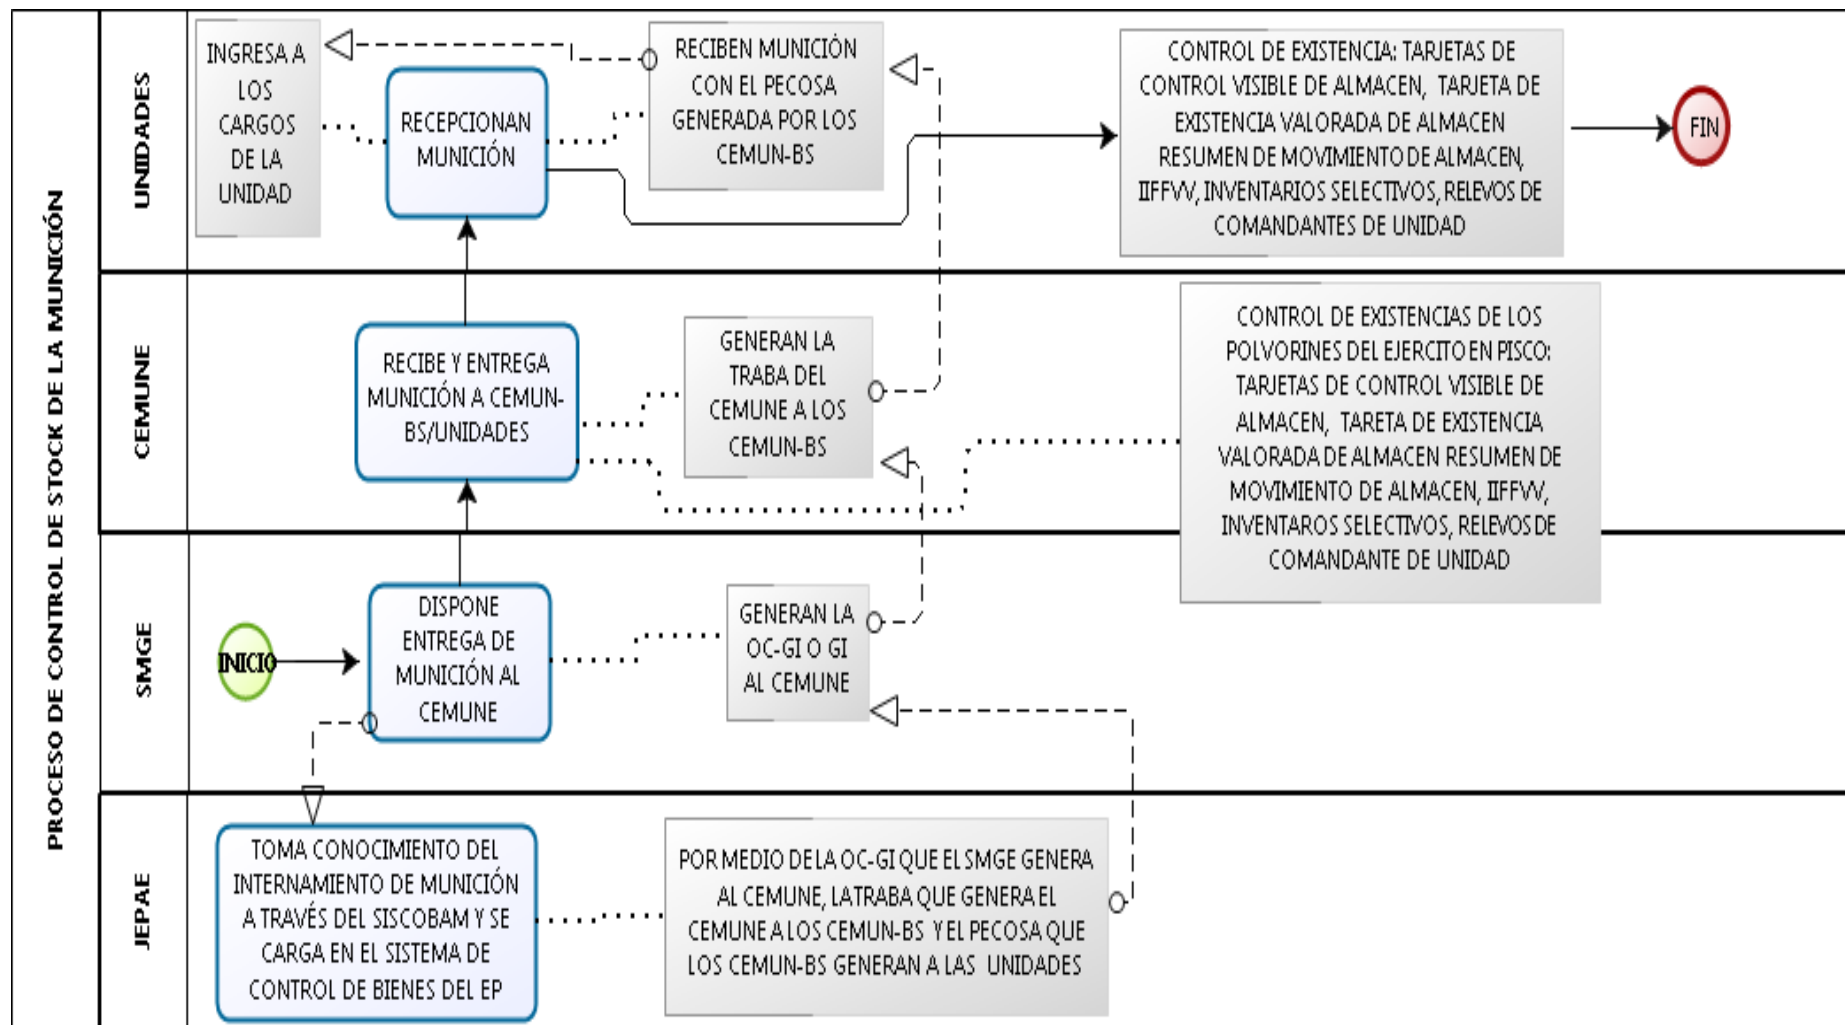 PROCESO DE CONTROL DE STOCK DE LA MUNICIÓN
UNIDADES
INGRESA A
LOS
CARGOS
DE LA
UNIDAD
RECEPCIONAN
MUNICIÓN
RECIBEN MUNICIÓN
CON EL PECOSA
GENERADA POR LOS
CEMUN-BS
CONTROL DE EXISTENCIA: TARJETAS DE
CONTROL VISIBLE DE ALMACEN, TARJETA DE
EXISTENCIA VALORADA DE ALMACEN
RESUMEN DE MOVIMIENTO DE ALMACEN,
IIFFVV, INVENTARIOS SELECTIVOS, RELEVOS DE
COMANDANTES DE UNIDAD
FIN
CEMUNE
RECIBE Y ENTREGA
MUNICIÓN A CEMUN-
BS/UNIDADES
GENERAN LA
TRABA DEL
CEMUNE A LOS
CEMUN-BS
CONTROL DE EXISTENCIAS DE LOS
POLVORINES DEL EJERCITO EN PISCO:
TARJETAS DE CONTROL VISIBLE DE
ALMACEN, TARETA DE EXISTENCIA
VALORADA DE ALMACEN RESUMEN DE
MOVIMIENTO DE ALMACEN, IIFFVV,
INVENTAROS SELECTIVOS, RELEVOS DE
COMANDANTE DE UNIDAD
SMGE
INICIO
DISPONE
ENTREGA DE
MUNICIÓN AL
CEMUNE
GENERAN LA
OC-GI O GI
AL CEMUNE
JEPAE
TOMA CONOCIMIENTO DEL
INTERNAMIENTO DE MUNICIÓN
A TRAVÉS DEL SISCOBAM Y SE
CARGA EN EL SISTEMA DE
CONTROL DE BIENES DEL EP
POR MEDIO DE LA OC-GI QUE EL SMGE GENERA
AL CEMUNE, LA TRABA QUE GENERA EL
CEMUNE A LOS CEMUN-BS Y EL PECOSA QUE
LOS CEMUN-BS GENERAN A LAS UNIDADES